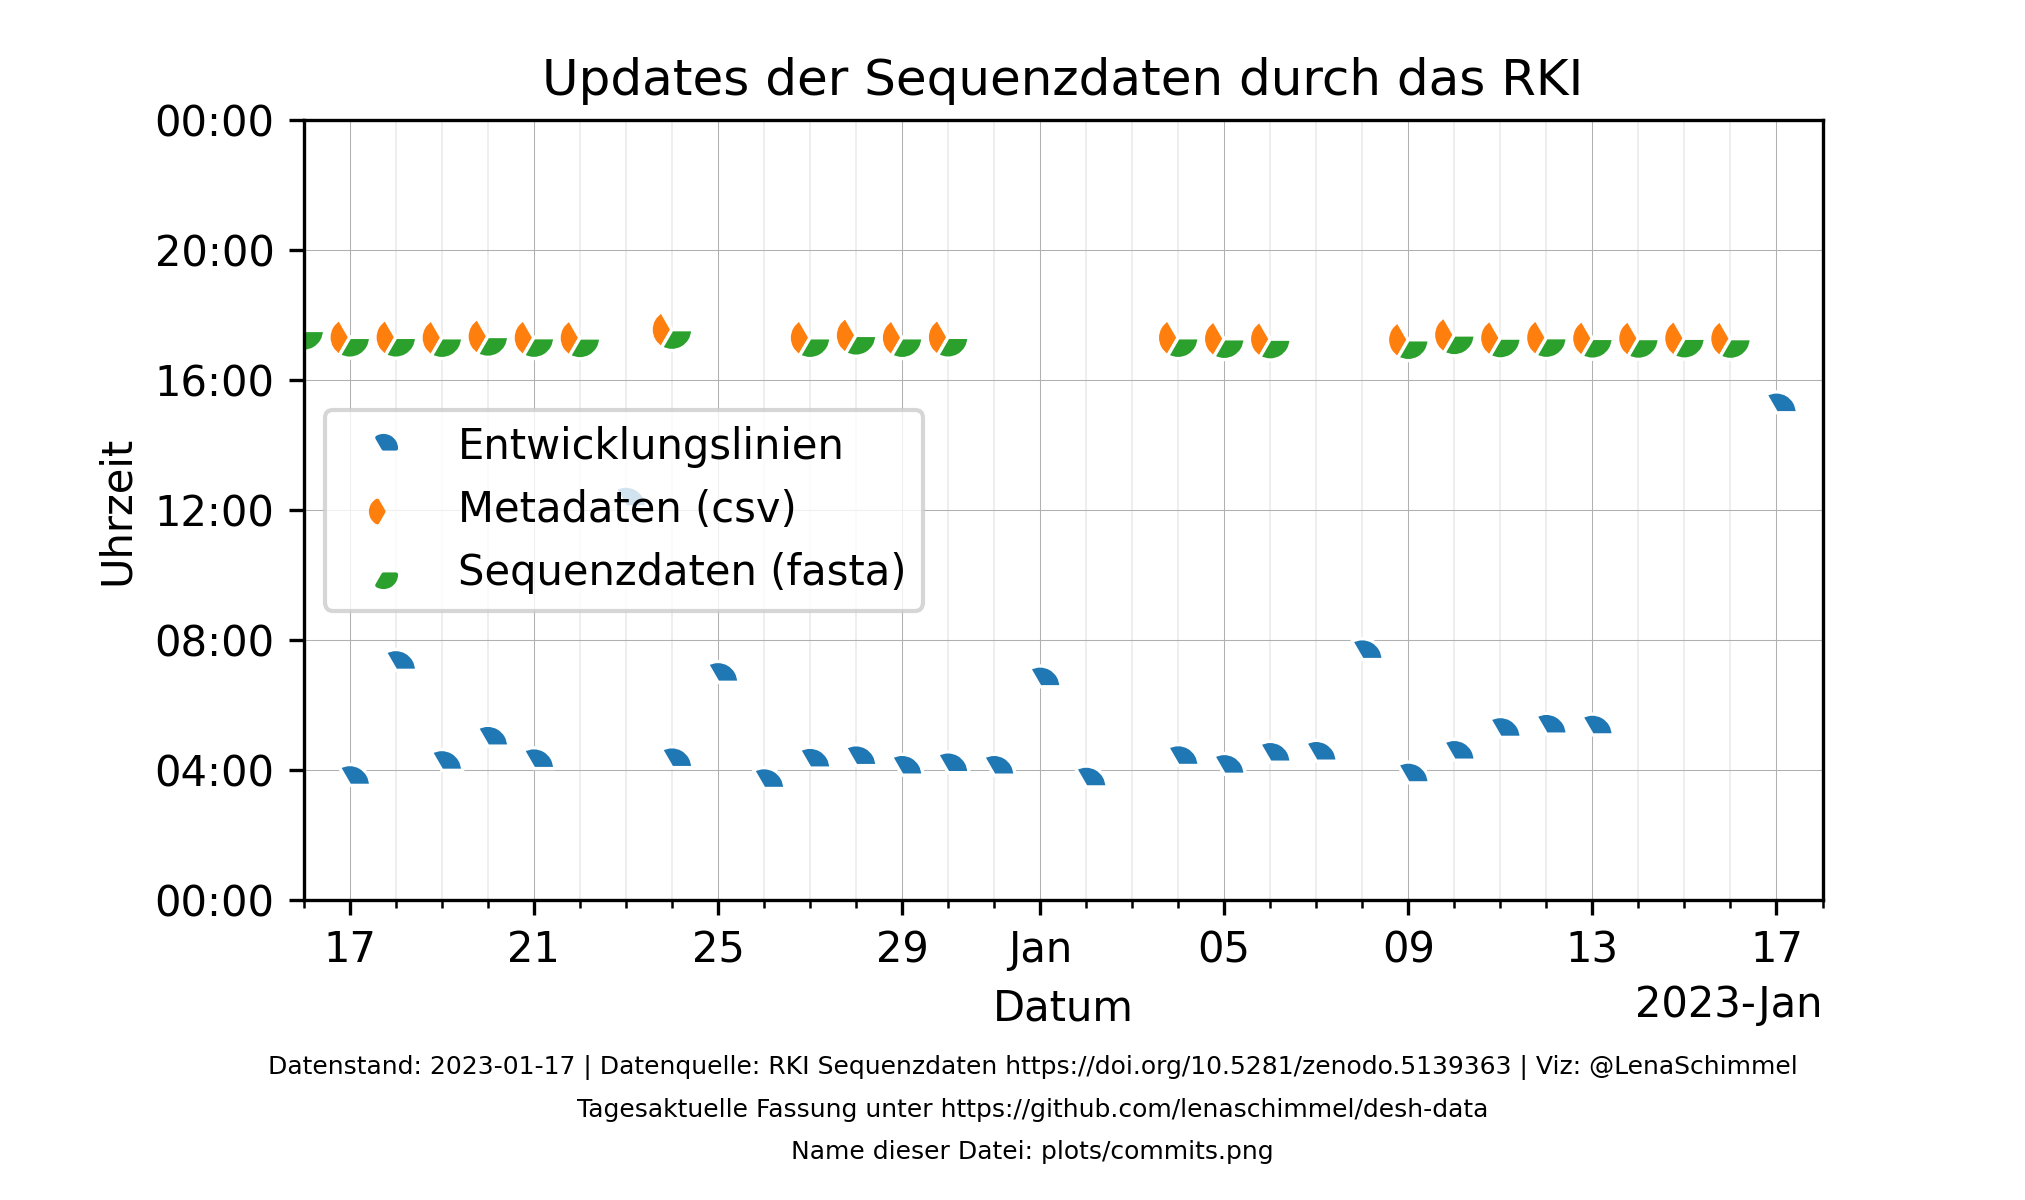 Updates der Sequenzdaten durch das RKI
00:00
20:00
16:00
12:00
08:00
04:00
00:00
Uhrzeit
Entwicklungslinien
Metadaten (csv)
Sequenzdaten (fasta)
17 21 25 29 Jan 05 09 13 17
Datum
2023-Jan
Datenstand: 2023-01-17 | Datenquelle: RKI Sequenzdaten https://doi.org/10.5281/zenodo.5139363 | Viz: @LenaSchimmel
Tagesaktuelle Fassung unter https://github.com/lenaschimmel/desh-data
Name dieser Datei: plots/commits.png